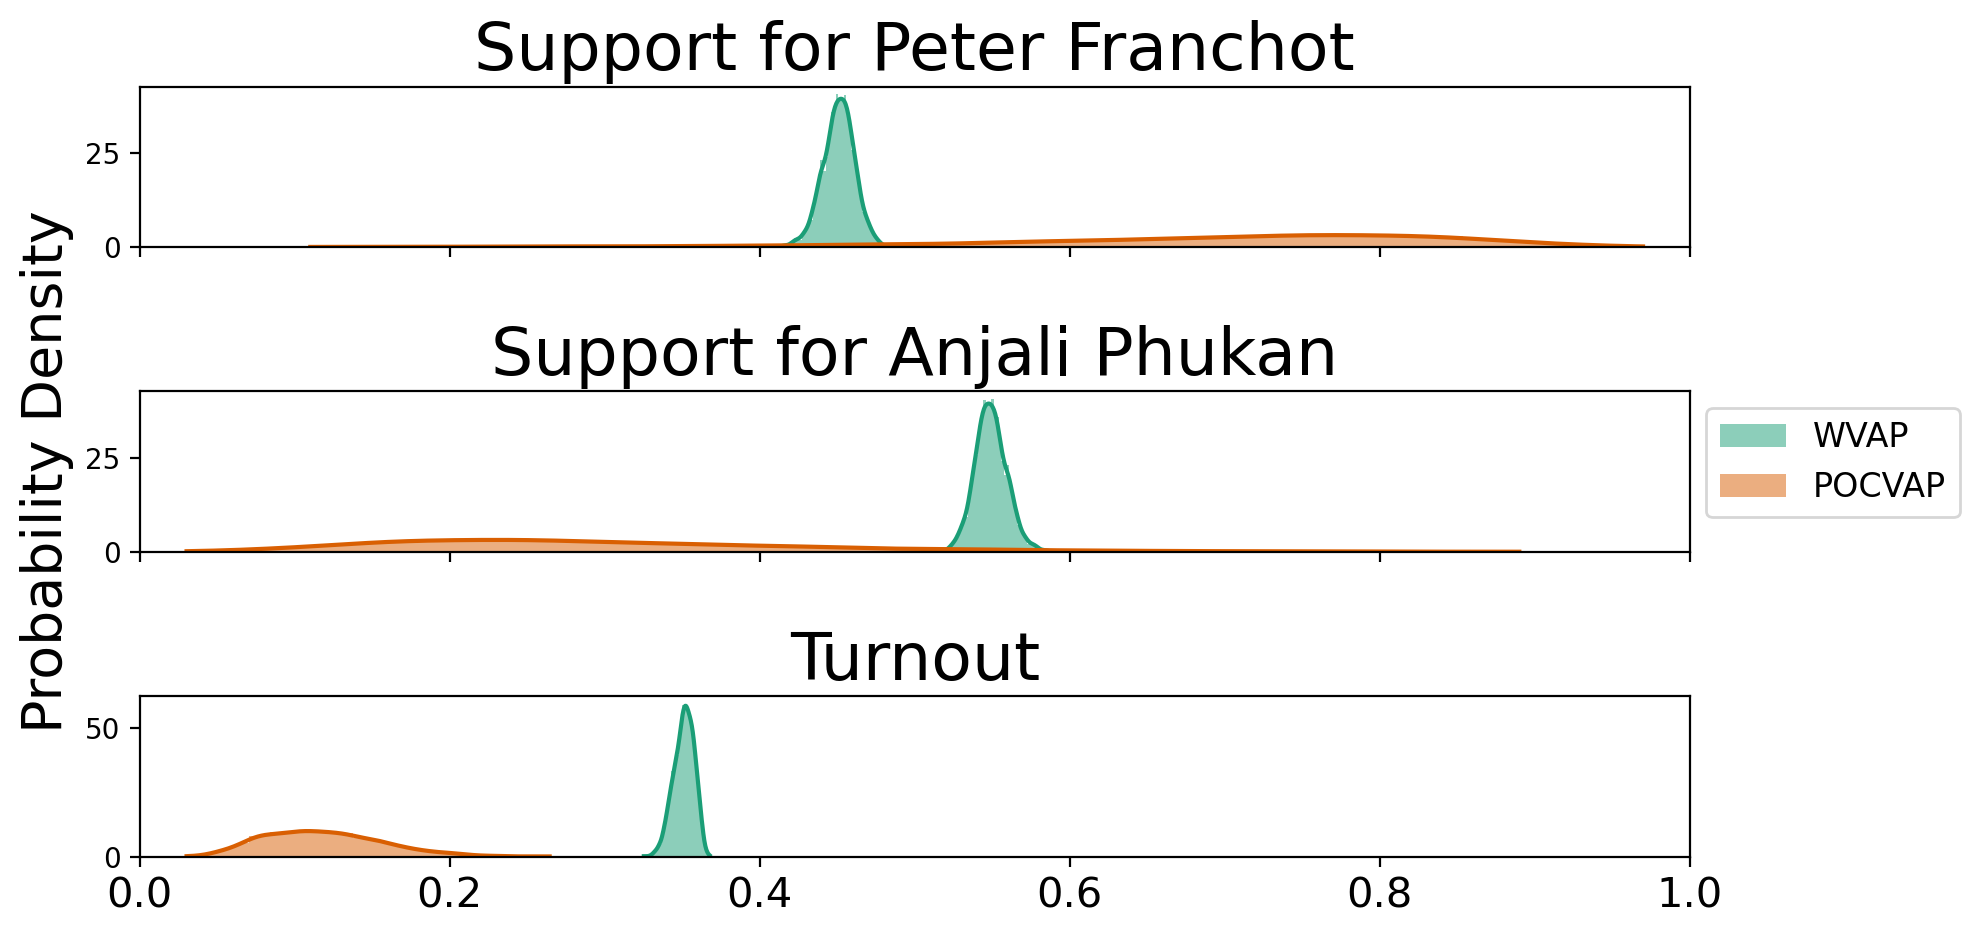 Support for Peter Franchot
25
0
Support for Anjali Phukan
25
0
Turnout
50
0
0.0 0.2 0.4 0.6 0.8 1.0
Probability Density
WVAP
POCVAP